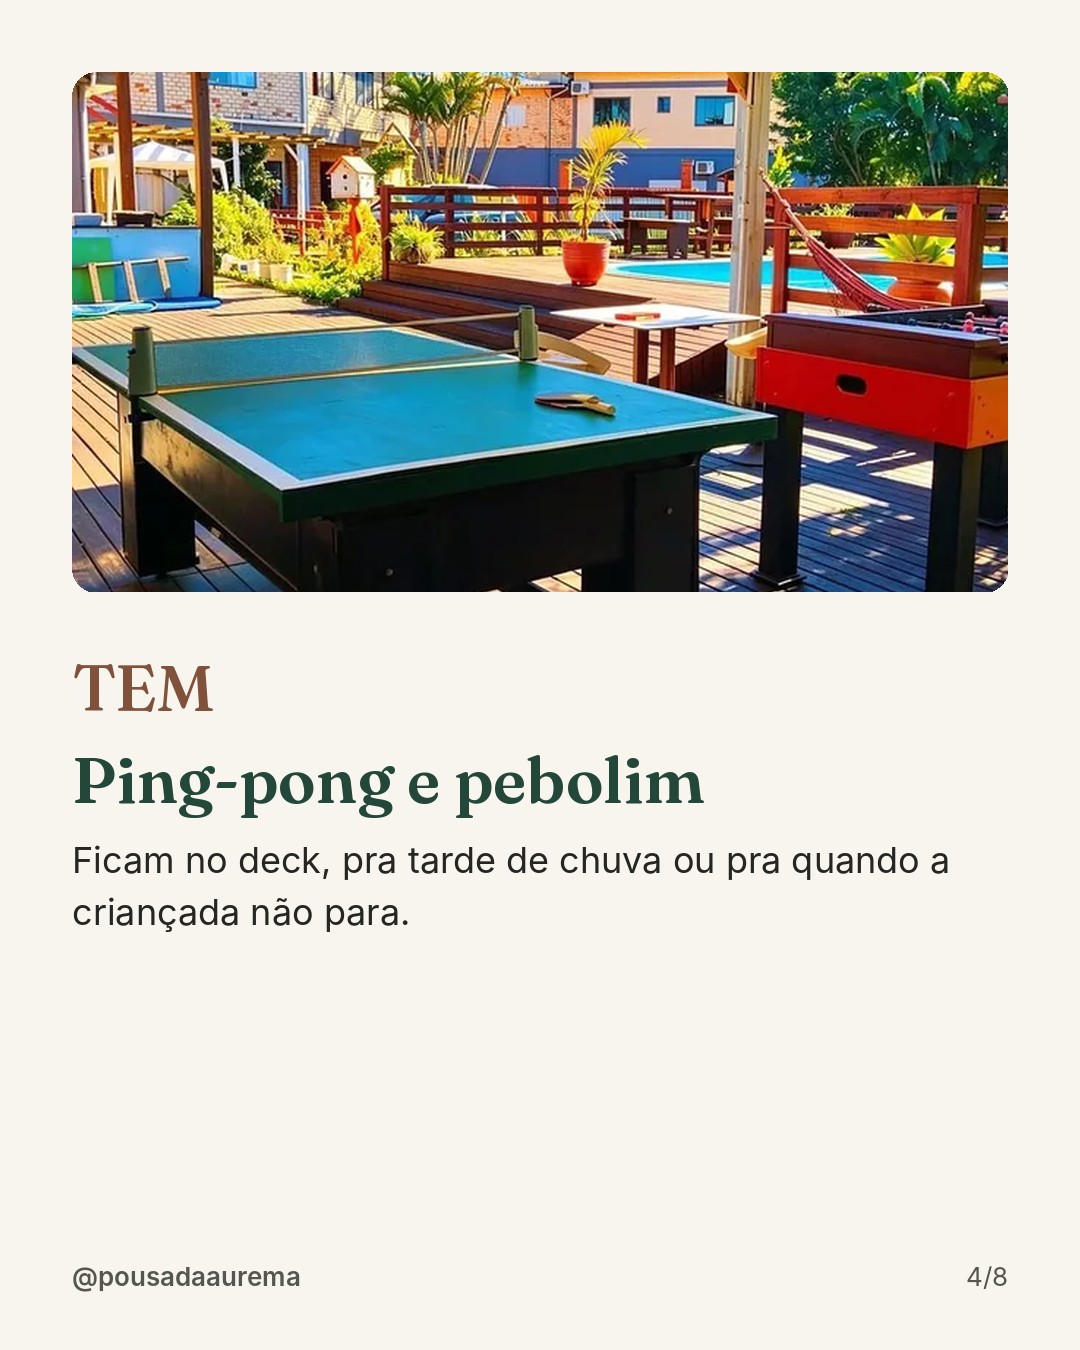 TEM
Ping-pong e pebolim
Ficam no deck, pra tarde de chuva ou pra quando a
criançada não para.
@pousadaaurema
4/8